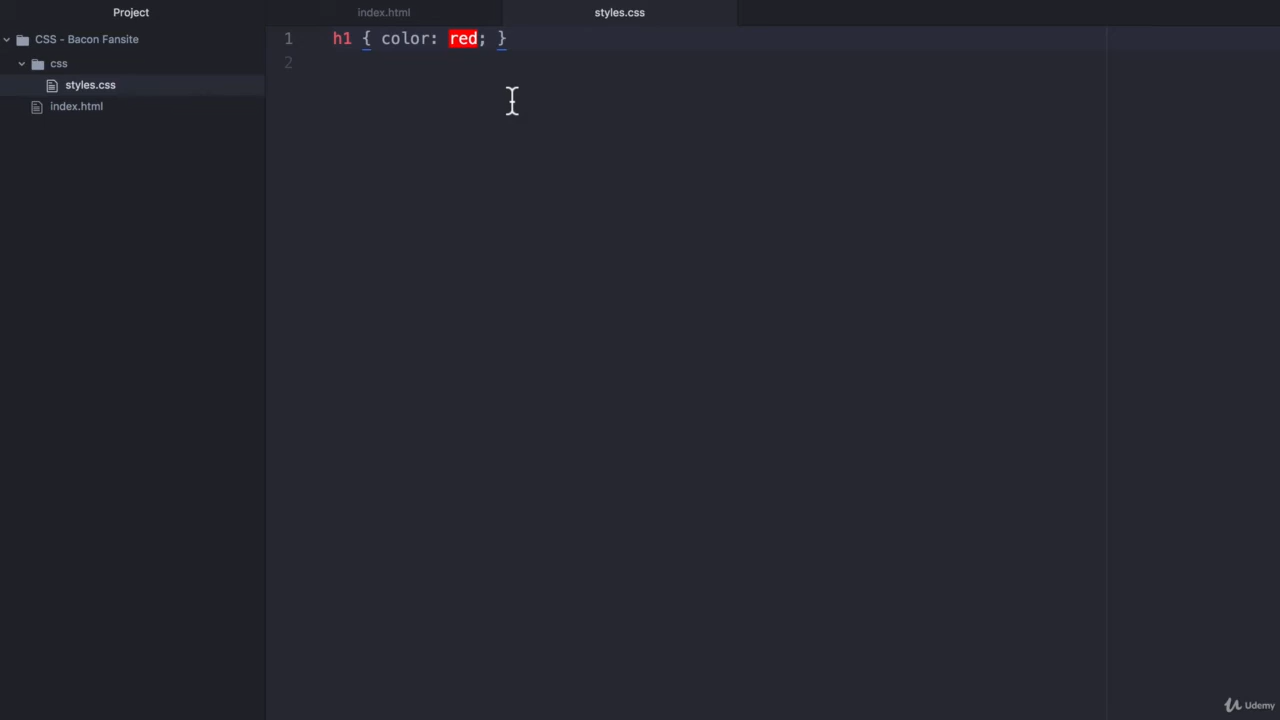 Project
index.html
styles.css
CSS - Bacon Fansite
css
styles.css
index.html
1 h1 { color: red; }
2
Udemy